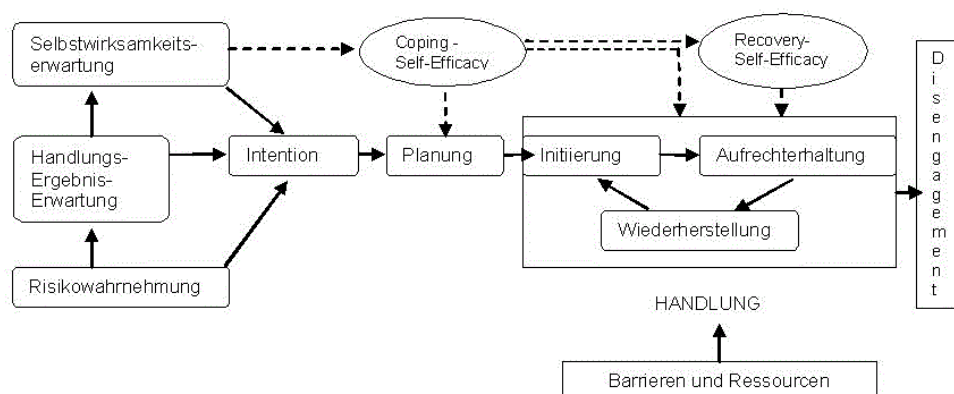 Selbstwirksamkeits-
erwartung
Coping -
Self-Efficacy
Recovery-
Self-Efficacy
Disengagement
Handlungs-
Ergebnis-
Erwartung
Intention
Planung
Initiierung
Aufrechterhaltung
Wiederherstellung
Risikowahrnehmung
HANDLUNG
Barrieren und Ressourcen